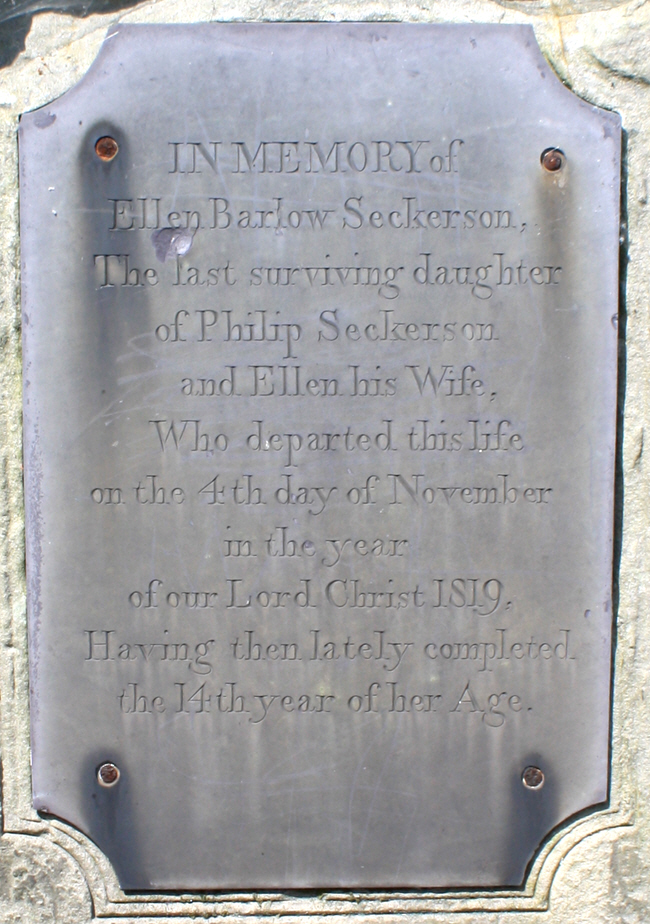 IN MEMORY of
Ellen Barlow Seckerson,
The last surviving daughter
of Philip Seckerson
and Ellen his Wife,
Who departed this life
on the 4th day of November
in the year
of our Lord Christ 1819,
Having then lately completed
the 14th year of her Age.